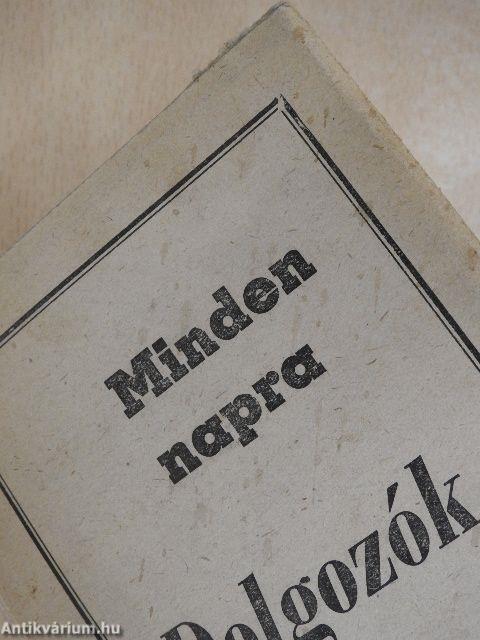 Minden
napra
Dolgozók
Antikvárium.hu